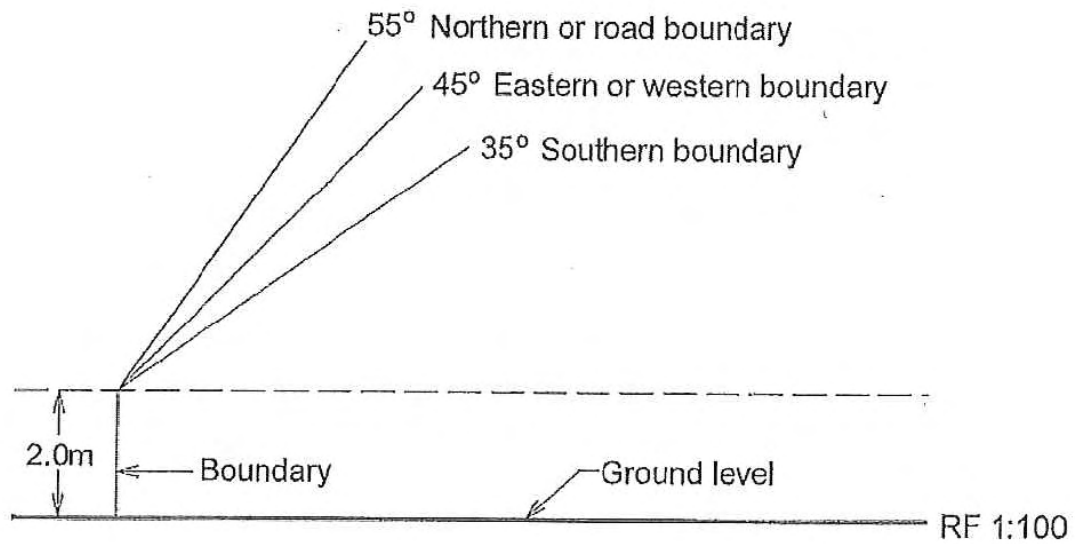 55° Northern or road boundary
45° Eastern or western boundary
35° Southern boundary
2.0m
Boundary
Ground level
RF 1:100